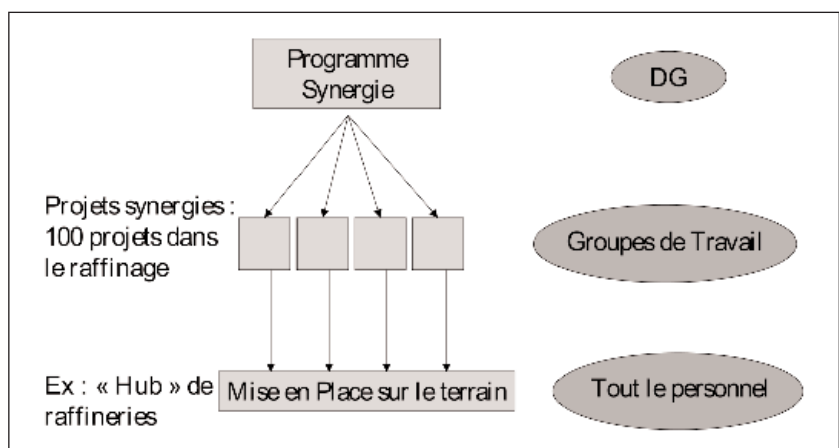 Programme
Synergie
DG
Projets synergies :
100 projets dans
le raffinage
Groupes de Travail
Ex : « Hub » de
raffineries
Mise en Place sur le terrain
Tout le personnel